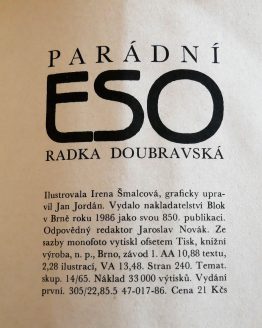 PARÁDNÍ
ESO
RADKA DOUBRAVSKÁ
Ilustrovala Irena Šmalcová, graficky upra-
vil Jan Jordán. Vydalo nakladatelství Blok
v Brně roku 1986 jako svou 850. publikaci.
Odpovědný redaktor Jaroslav Novák. Ze
sazby monofoto vytiskl ofsetem Tisk, knižní
výroba, n. p., Brno, závod 1. AA 10,88 textu,
2,28 ilustrací, VA 13,48. Stran 240. Temat.
skup. 14/65. Náklad 33 000 výtisků. Vydání
první. 305/22,85.5 47-017-86. Cena 21 Kčs